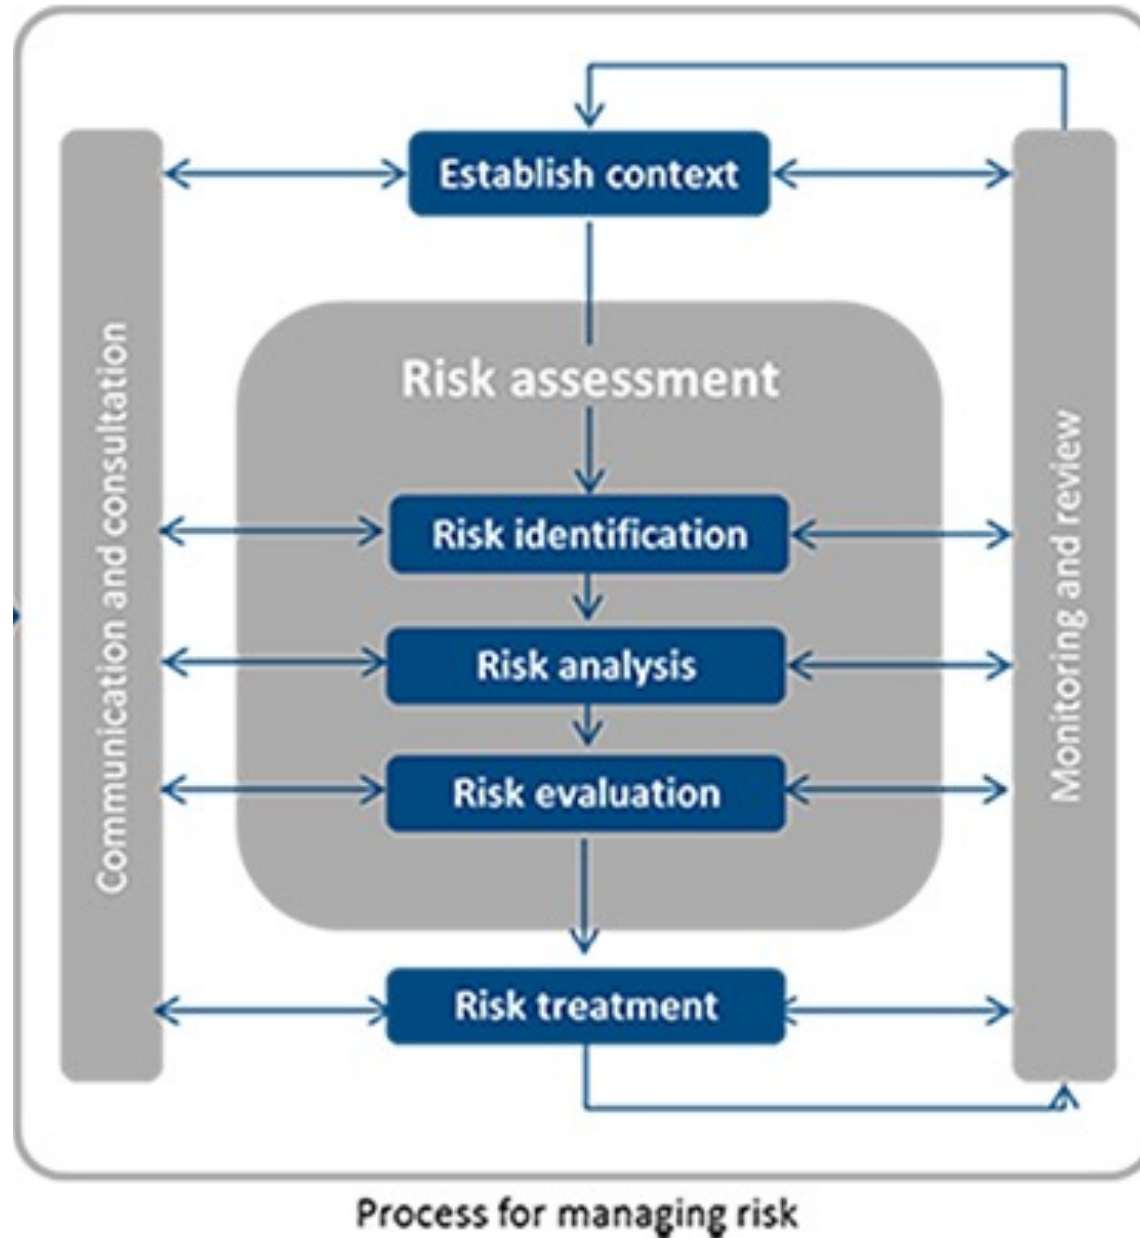 Establish context
Communication and consultation
Risk assessment
Monitoring and review
Risk identification
Risk analysis
Risk evaluation
Risk treatment
Process for managing risk